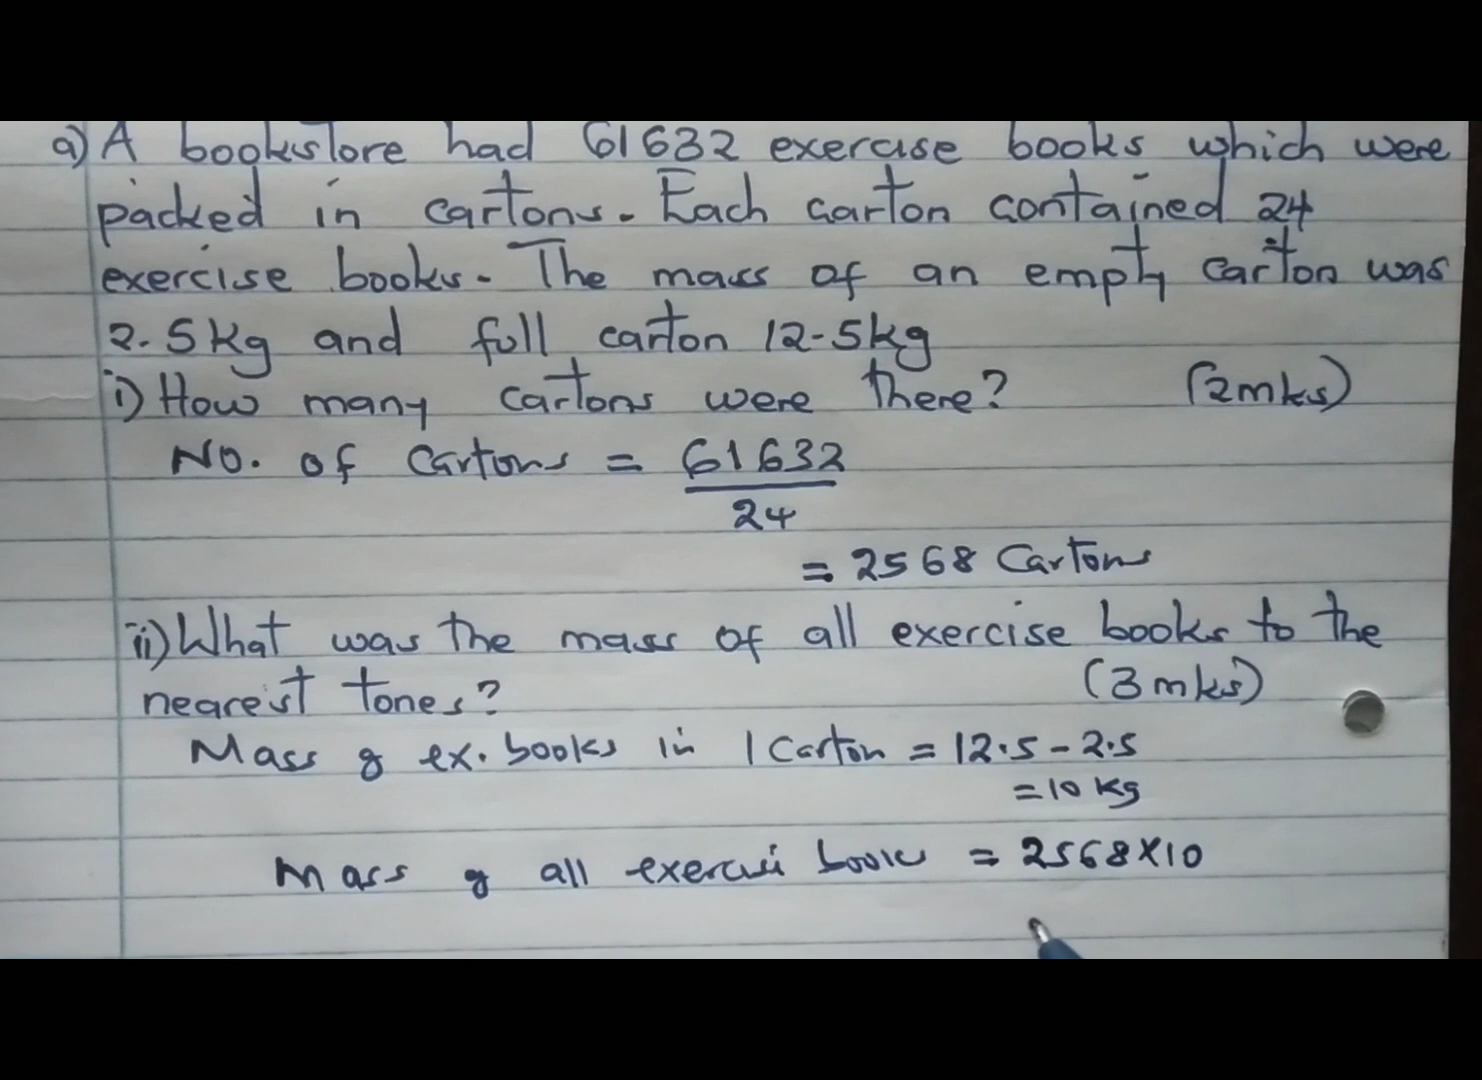 a) A bookstore had 61632 exercise books which were
packed in cartons. Each carton contained 24
exercise books. The mass of an empty carton was
2.5kg and full carton 12.5kg
i) How many cartons were there? (2mks)
No. of Cartons = 61632
24
= 2568 Cartons
ii) What was the mass of all exercise books to the
nearest tones? (3mks)
Mass of ex. books in 1 Carton = 12.5 - 2.5
= 10 Kg
Mass of all exercise books = 2568 x 10